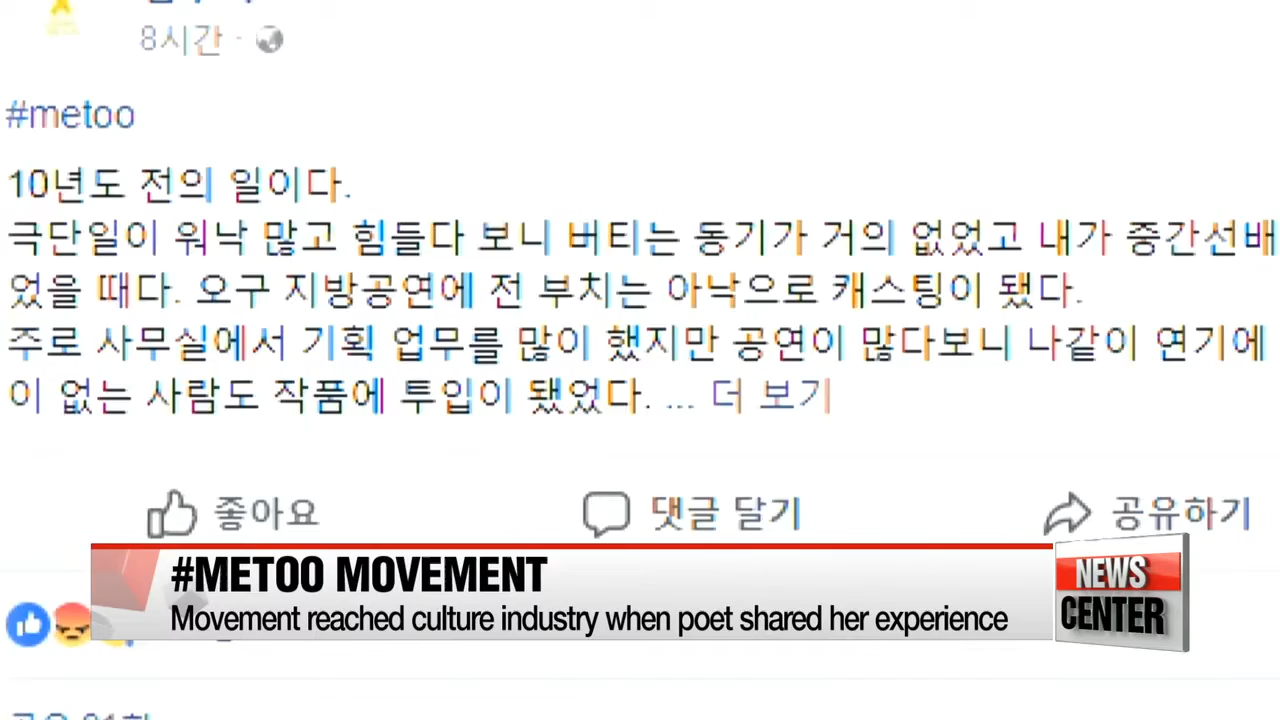 8시간 ·
#metoo
10년도 전의 일이다.
극단일이 워낙 많고 힘들다 보니 버티는 동기가 거의 없었고 내가 중간선배
었을 때다. 오구 지방공연에 전 부치는 아낙으로 캐스팅이 됐다.
주로 사무실에서 기획 업무를 많이 했지만 공연이 많다보니 나같이 연기에
이 없는 사람도 작품에 투입이 됐었다. ... 더 보기
좋아요 댓글 달기 공유하기
#METOO MOVEMENT
Movement reached culture industry when poet shared her experience
NEWS
CENTER